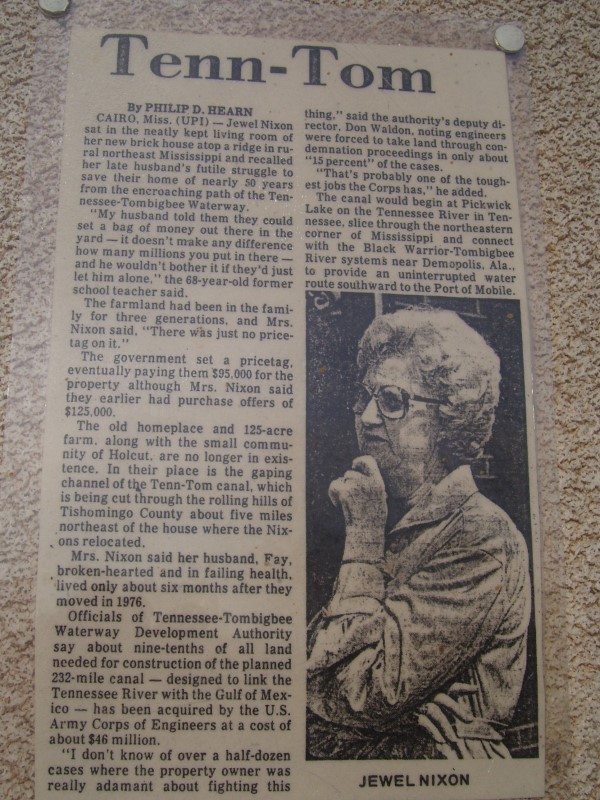 Tenn-Tom
By PHILIP D. HEARN
CAIRO, Miss. (UPI) — Jewel Nixon
sat in the neatly kept living room of
her new brick house atop a ridge in ru-
ral northeast Mississippi and recalled
her late husband's futile struggle to
save their home of nearly 50 years
from the encroaching path of the Ten-
nessee-Tombigbee Waterway.
"My husband told them they could
set a bag of money out there in the
yard — it doesn't make any difference
how many millions you put in there —
and he wouldn't bother it if they'd just
let him alone," the 68-year-old former
school teacher said.
The farmland had been in the fami-
ly for three generations, and Mrs.
Nixon said, "There was just no price-
tag on it."
The government set a pricetag,
eventually paying them $95,000 for the
property although Mrs. Nixon said
they earlier had purchase offers of
$125,000.
The old homeplace and 125-acre
farm, along with the small commu-
nity of Holcut, are no longer in exis-
tence. In their place is the gaping
channel of the Tenn-Tom canal, which
is being cut through the rolling hills of
Tishomingo County about five miles
northeast of the house where the Nix-
ons relocated.
Mrs. Nixon said her husband, Fay,
broken-hearted and in failing health,
lived only about six months after they
moved in 1976.
Officials of Tennessee-Tombigbee
Waterway Development Authority
say about nine-tenths of all land
needed for construction of the planned
232-mile canal — designed to link the
Tennessee River with the Gulf of Mex-
ico — has been acquired by the U.S.
Army Corps of Engineers at a cost of
about $46 million.
"I don't know of over a half-dozen
cases where the property owner was
really adamant about fighting this
thing," said the authority's deputy di-
rector, Don Waldon, noting engineers
were forced to take land through con-
demnation proceedings in only about
"15 percent" of the cases.
"That's probably one of the tough-
est jobs the Corps has," he added.
The canal would begin at Pickwick
Lake on the Tennessee River in Ten-
nessee, slice through the northeastern
corner of Mississippi and connect
with the Black Warrior-Tombigbee
River systems near Demopolis, Ala.,
to provide an uninterrupted water
route southward to the Port of Mobile.
JEWEL NIXON